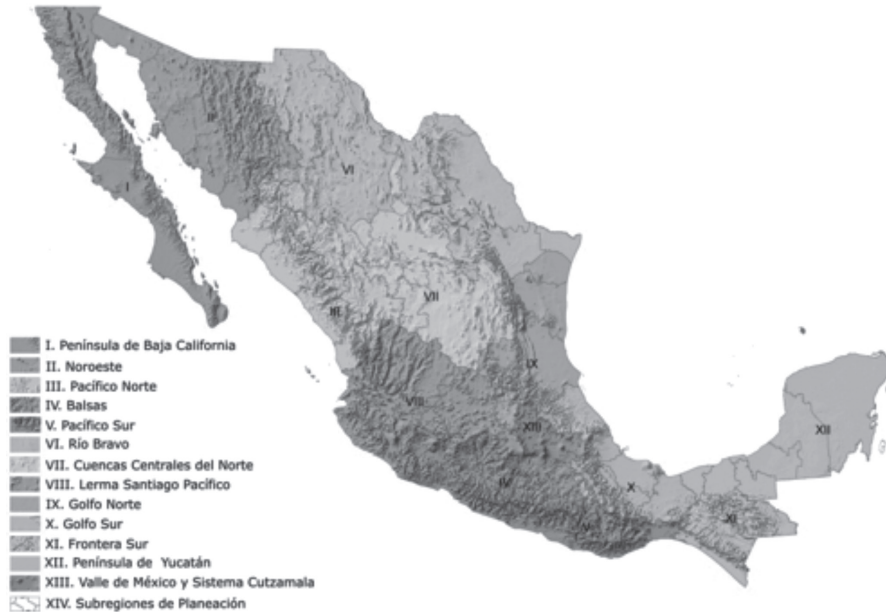 II
VI
I
VII
III
IX
VIII
XIII
XII
X
IV
XI
V
I. Península de Baja California
II. Noroeste
III. Pacífico Norte
IV. Balsas
V. Pacífico Sur
VI. Río Bravo
VII. Cuencas Centrales del Norte
VIII. Lerma Santiago Pacífico
IX. Golfo Norte
X. Golfo Sur
XI. Frontera Sur
XII. Península de Yucatán
XIII. Valle de México y Sistema Cutzamala
XIV. Subregiones de Planeación